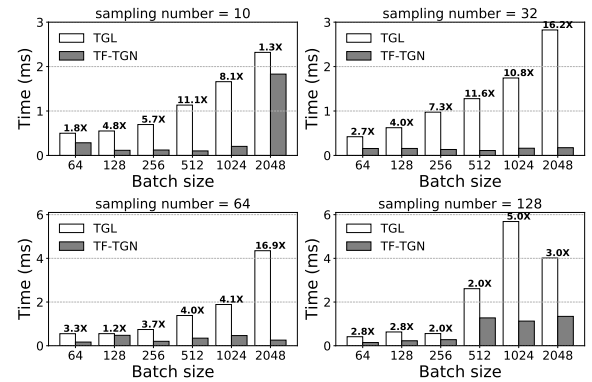 sampling number = 10
Time (ms)
3
2
1
0
TGL
TF-TGN
1.8X 4.8X 5.7X 11.1X 8.1X 1.3X
64 128 256 512 1024 2048
Batch size
sampling number = 32
Time (ms)
3
2
1
0
TGL
TF-TGN
2.7X 4.0X 7.3X 11.6X 10.8X 16.2X
64 128 256 512 1024 2048
Batch size
sampling number = 64
Time (ms)
6
4
2
0
TGL
TF-TGN
3.3X 1.2X 3.7X 4.0X 4.1X 16.9X
64 128 256 512 1024 2048
Batch size
sampling number = 128
Time (ms)
6
4
2
0
TGL
TF-TGN
2.8X 2.8X 2.0X 2.0X 5.0X 3.0X
64 128 256 512 1024 2048
Batch size